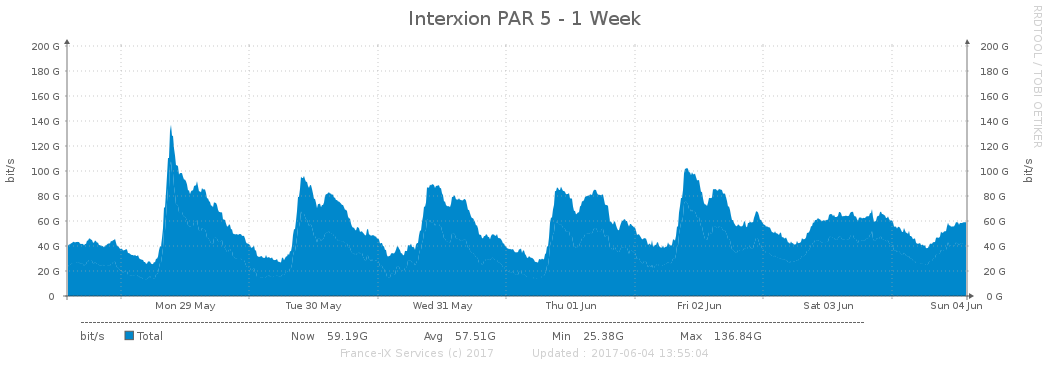 Interxion PAR 5 - 1 Week
RRDTOOL / TOBI OETIKER
200 G 200 G
180 G 180 G
160 G 160 G
140 G 140 G
120 G 120 G
100 G 100 G
80 G 80 G
60 G 60 G
40 G 40 G
20 G 20 G
0 0 G
bit/s
bit/s
Mon 29 May Tue 30 May Wed 31 May Thu 01 Jun Fri 02 Jun Sat 03 Jun Sun 04 Jun
bit/s Total Now 59.19G Avg 57.51G Min 25.38G Max 136.84G
France-IX Services (c) 2017 Updated : 2017-06-04 13:55:04